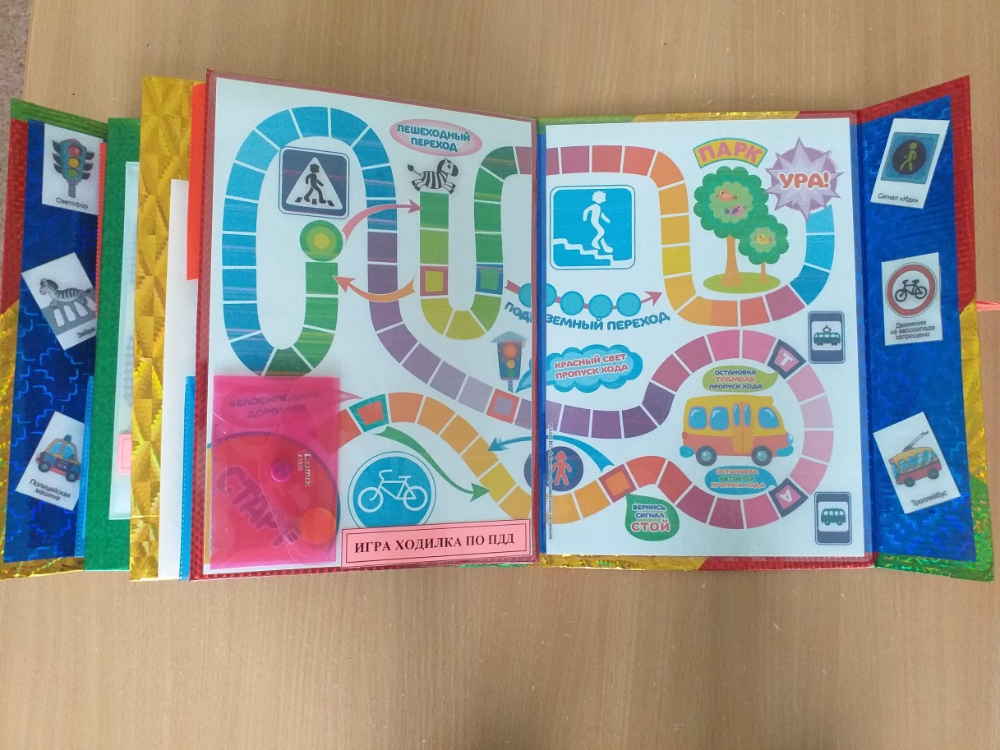 Светофор
Зебра
Полицейская
машина
02
ПЕШЕХОДНЫЙ
ПЕРЕХОД
ВЕЛОСИПЕДНАЯ
ДОРОЖКА
comix
СТАРТ
ИГРА ХОДИЛКА ПО ПДД
ПОДЗЕМНЫЙ ПЕРЕХОД
КРАСНЫЙ СВЕТ
ПРОПУСК ХОДА
ПАРК
УРА!
Т
ОСТАНОВКА
ТРАМВАЯ
ПРОПУСК ХОДА
ОСТАНОВКА
АВТОБУСА
ПРОПУСК ХОДА
А
ВЕРНИСЬ,
СИГНАЛ
СТОЙ
Сигнал «Иди»
Движение
на велосипеде
запрещено
Троллейбус